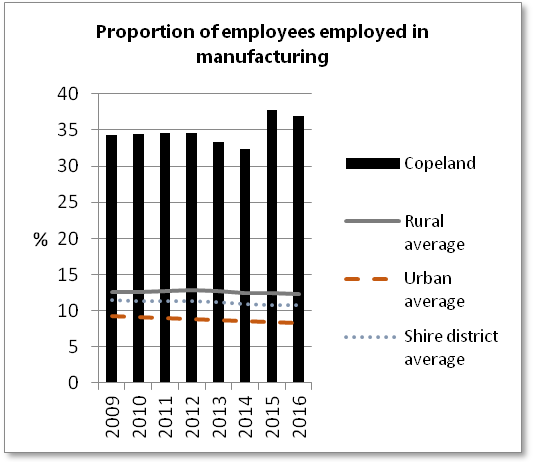 Proportion of employees employed in
manufacturing
40
35
30
25
20
15
10
5
0
%
2009
2010
2011
2012
2013
2014
2015
2016
Copeland
Rural
average
Urban
average
Shire district
average